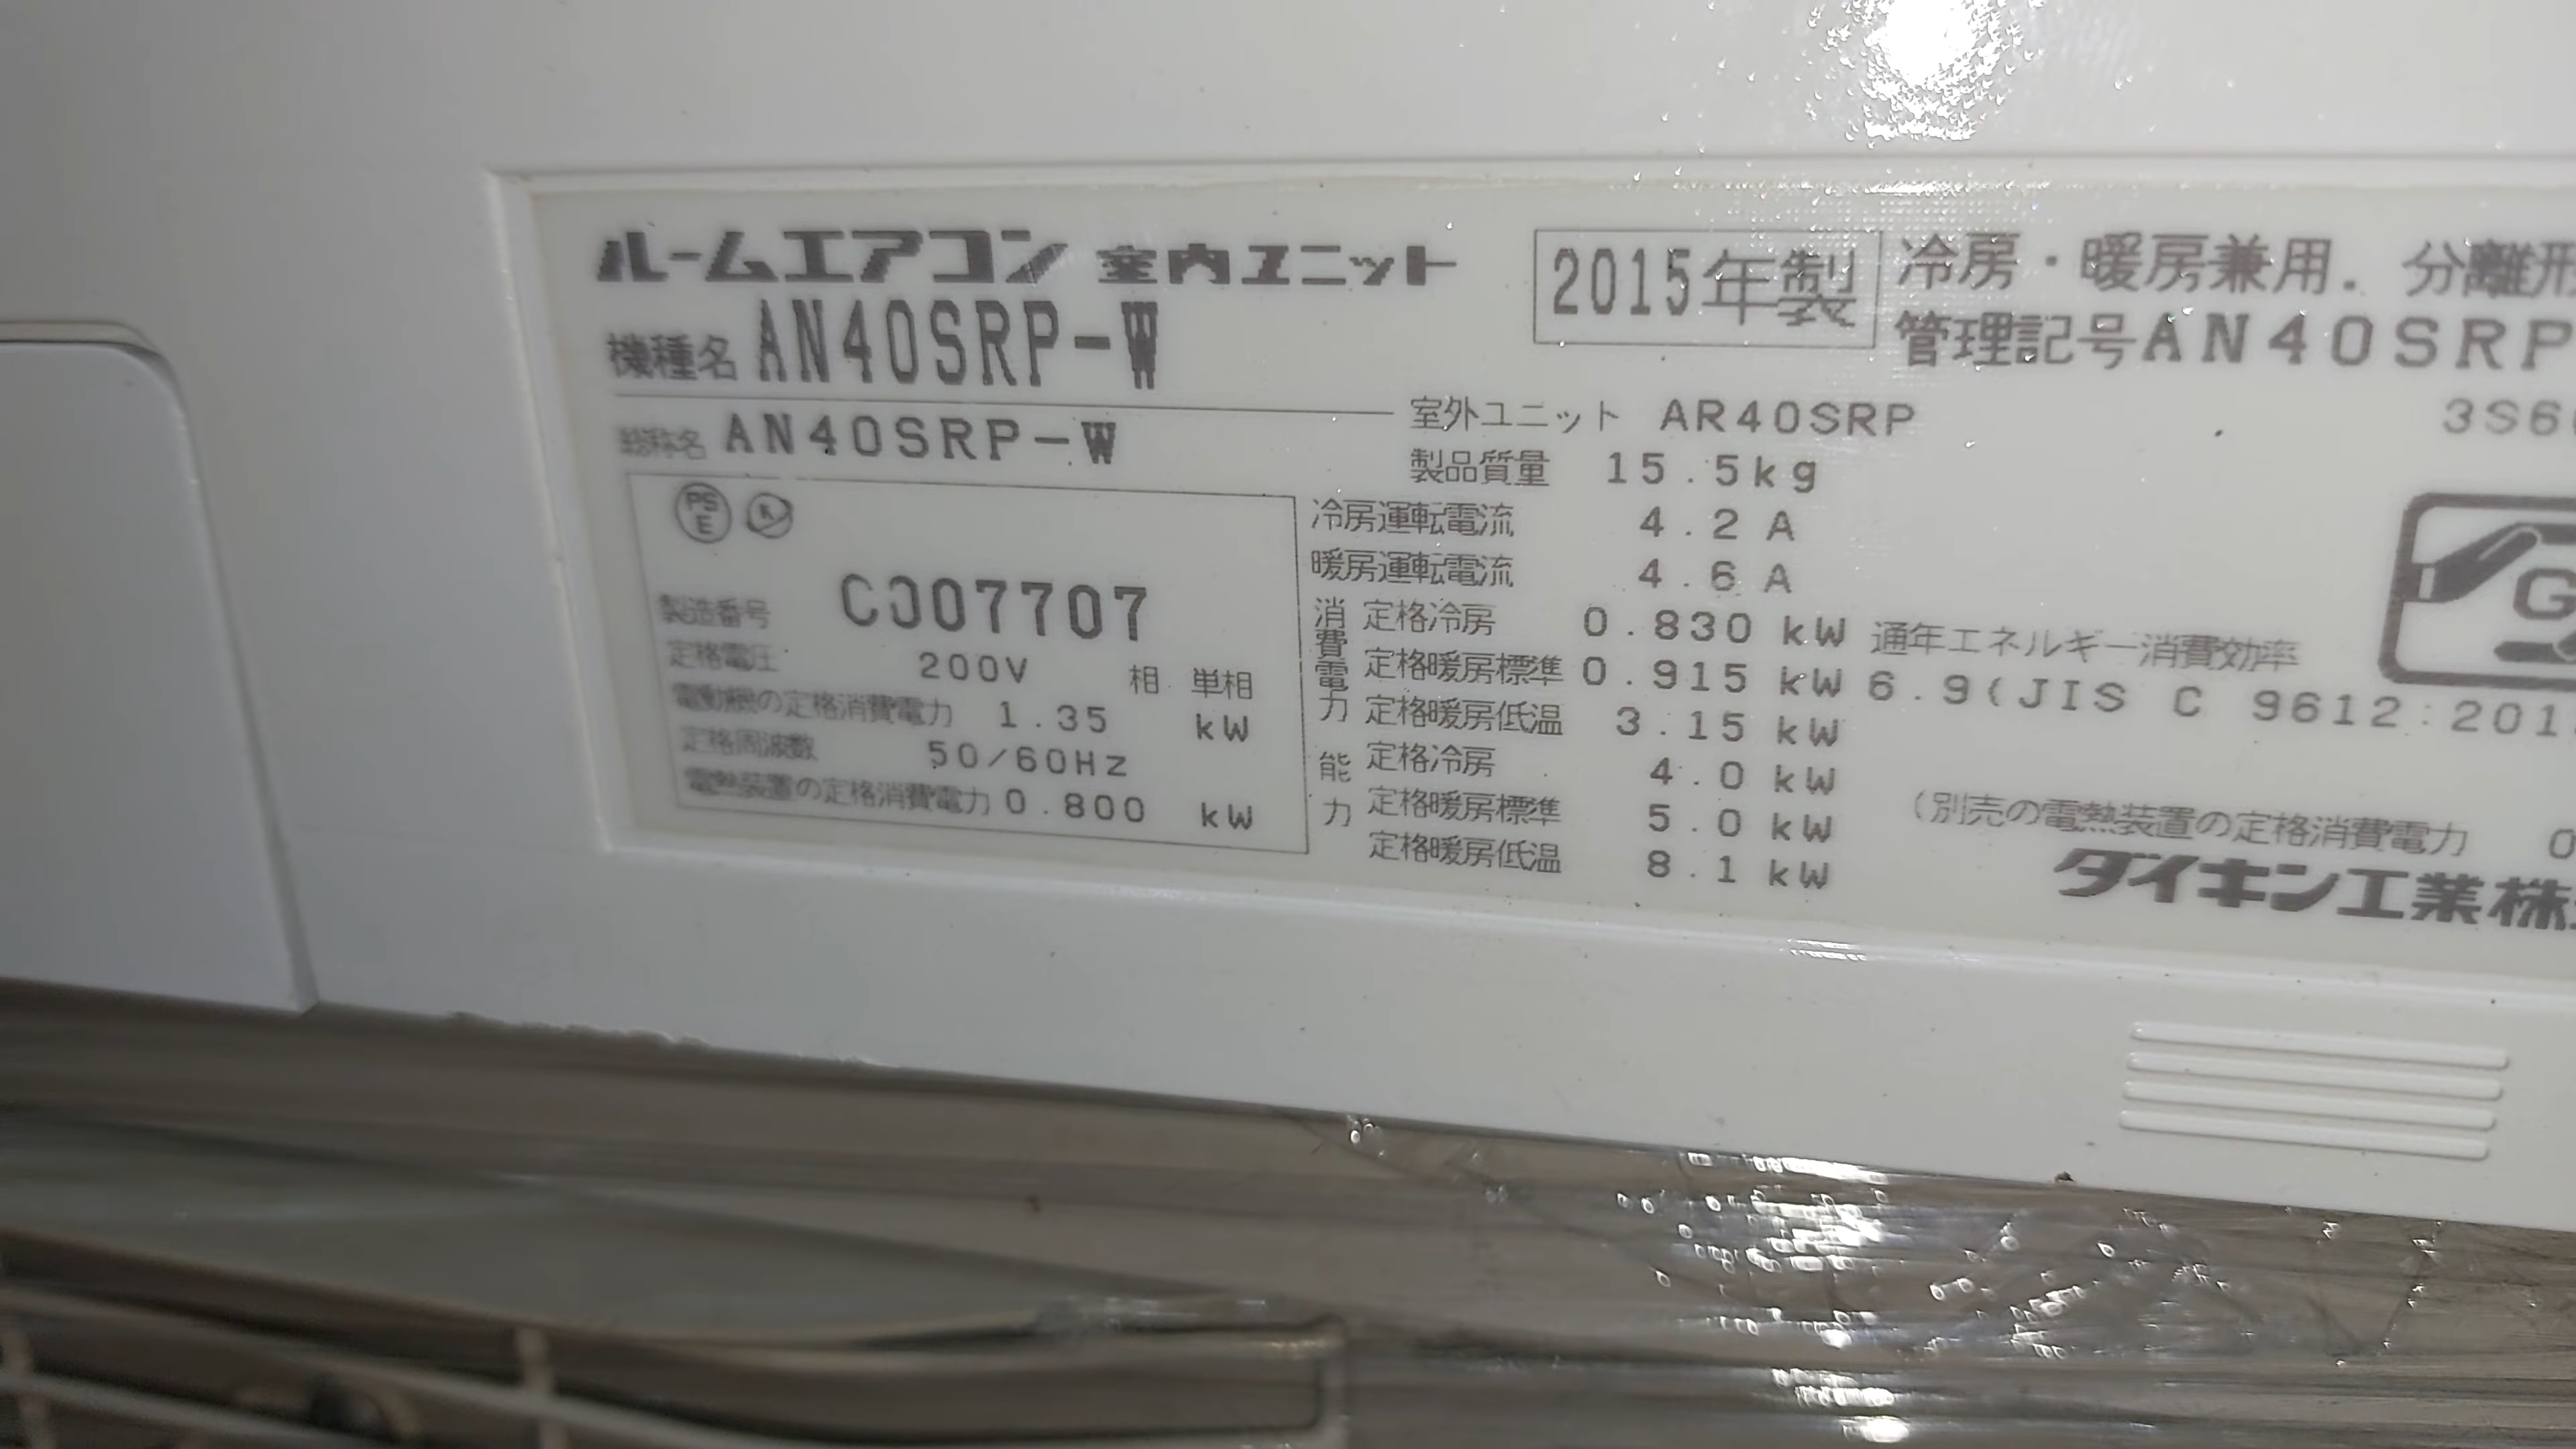 ルームエアコン 室内ユニット
機種名 AN40SRP-W
総称名 AN40SRP-W
PS
E
製造番号 C007707
定格電圧 200V 相 単相
電動機の定格消費電力 1.35 kW
定格周波数 50/60Hz
電熱装置の定格消費電力 0.800 kW
2015年製
冷房・暖房兼用. 分離形
管理記号AN40SRP
室外ユニット AR40SRP
3S6
製品質量 15.5kg
冷房運転電流 4.2 A
暖房運転電流 4.6 A
消費電力
定格冷房 0.830 kW
定格暖房標準 0.915 kW
定格暖房低温 3.15 kW
能力
定格冷房 4.0 kW
定格暖房標準 5.0 kW
定格暖房低温 8.1 kW
通年エネルギー消費効率
6.9(JIS C 9612:201
G
(別売の電熱装置の定格消費電力 0
ダイキン工業株